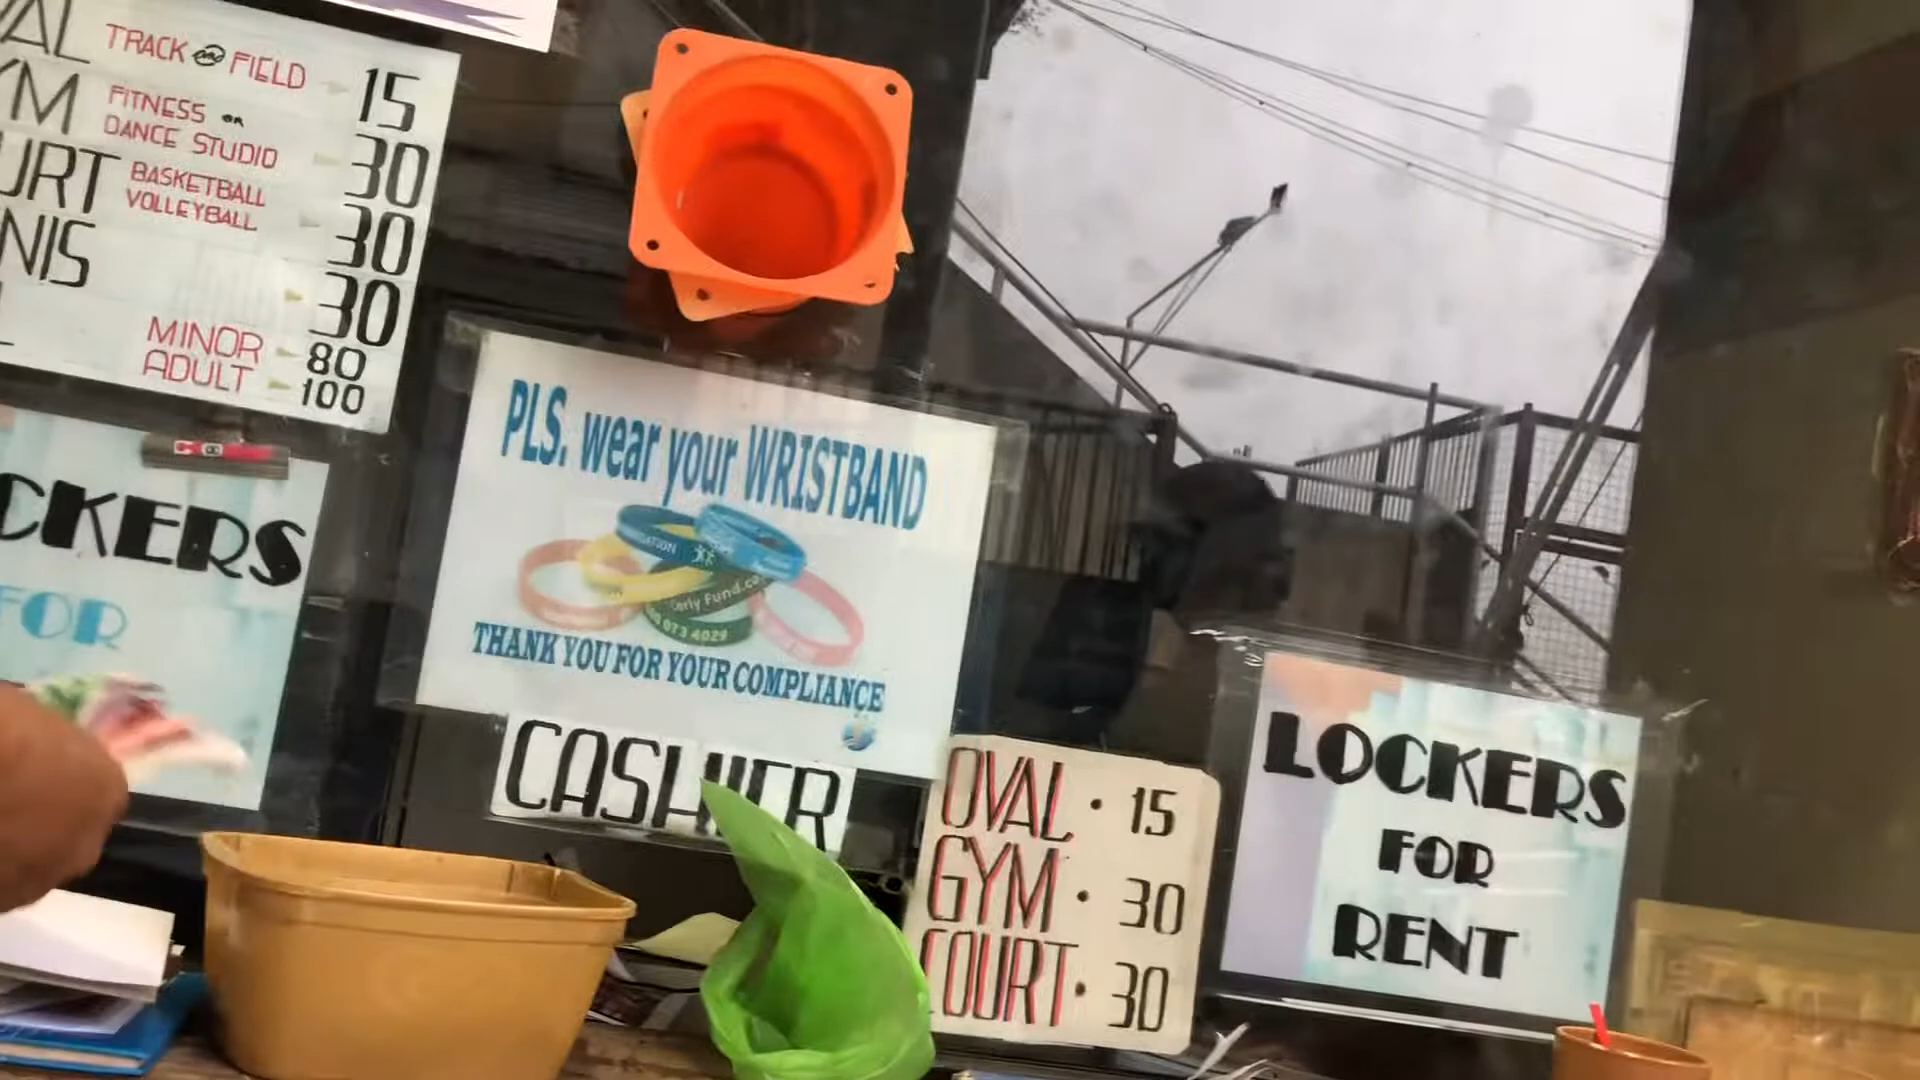 TRACK and FIELD 15
FITNESS OR
DANCE STUDIO 30
BASKETBALL
VOLLEYBALL 30
30
MINOR 80
ADULT 100
CKERS
FOR
PLS. wear your WRISTBAND
THANK YOU FOR YOUR COMPLIANCE
CASHIER
OVAL • 15
GYM • 30
COURT • 30
LOCKERS
FOR
RENT